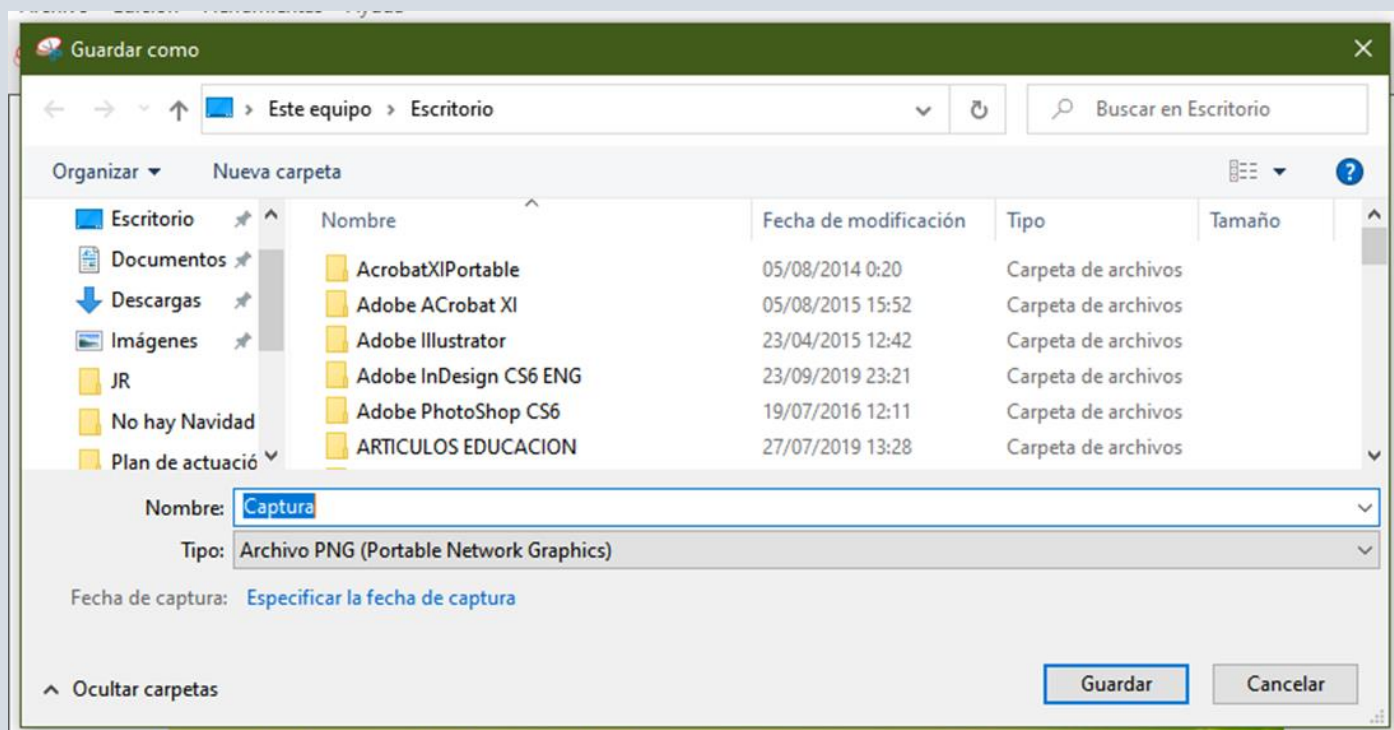 Guardar como
Este equipo > Escritorio
Buscar en Escritorio
Organizar
Nueva carpeta
Escritorio
Documentos
Descargas
Imágenes
JR
No hay Navidad
Plan de actuació
Nombre Fecha de modificación Tipo Tamaño
AcrobatXIPortable 05/08/2014 0:20 Carpeta de archivos
Adobe ACrobat XI 05/08/2015 15:52 Carpeta de archivos
Adobe Illustrator 23/04/2015 12:42 Carpeta de archivos
Adobe InDesign CS6 ENG 23/09/2019 23:21 Carpeta de archivos
Adobe PhotoShop CS6 19/07/2016 12:11 Carpeta de archivos
ARTICULOS EDUCACION 27/07/2019 13:28 Carpeta de archivos
Nombre: Captura
Tipo: Archivo PNG (Portable Network Graphics)
Fecha de captura: Especificar la fecha de captura
Ocultar carpetas
Guardar
Cancelar